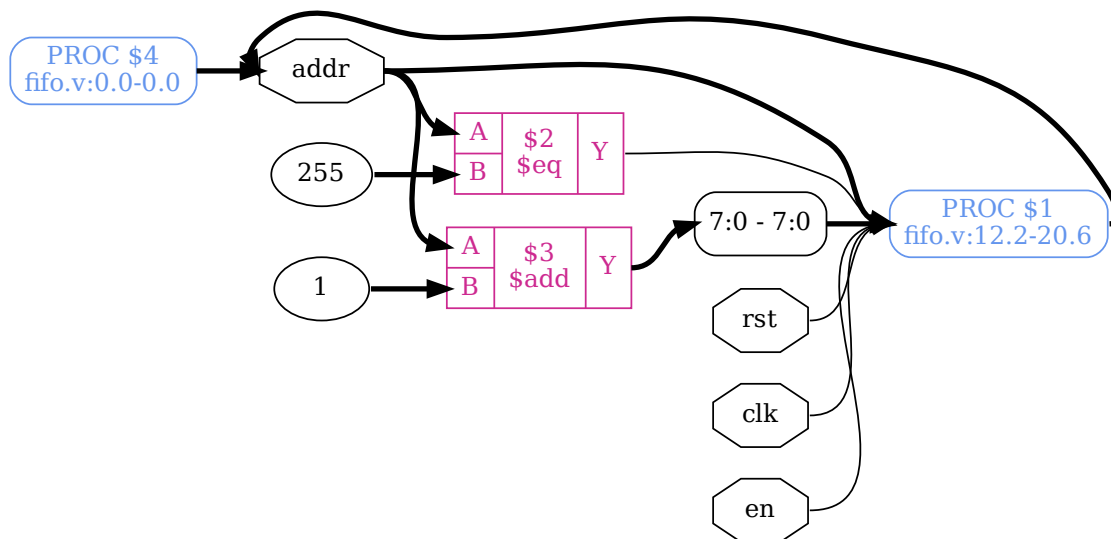 PROC $4
fifo.v:0.0-0.0
addr
A
B
$2
$eq
Y
255
7:0 - 7:0
PROC $1
fifo.v:12.2-20.6
A
B
$3
$add
Y
1
rst
clk
en